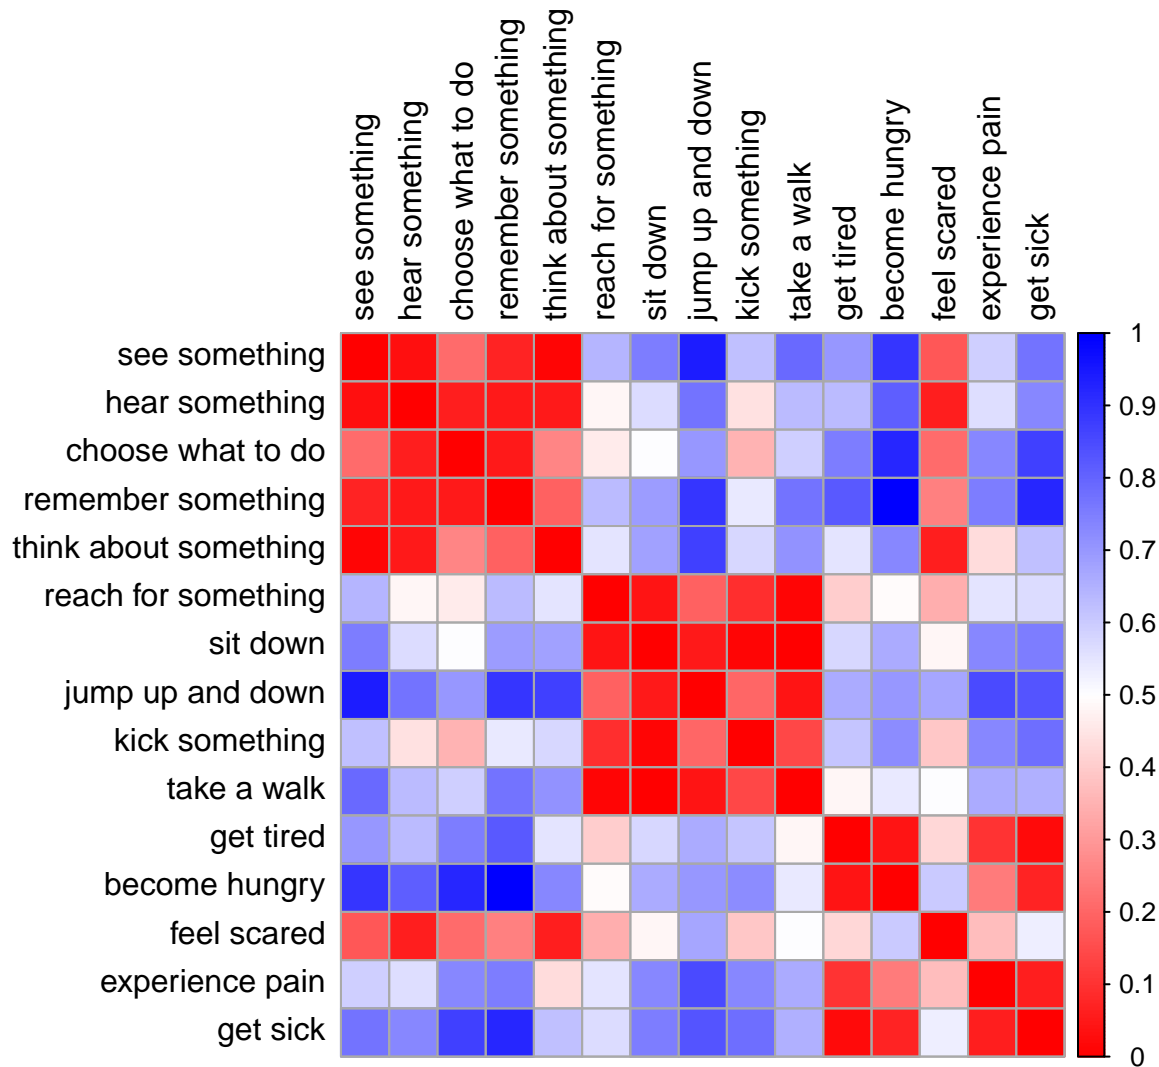 see something
hear something
choose what to do
remember something
think about something
reach for something
sit down
jump up and down
kick something
take a walk
get tired
become hungry
feel scared
experience pain
get sick
see something
hear something
choose what to do
remember something
think about something
reach for something
sit down
jump up and down
kick something
take a walk
get tired
become hungry
feel scared
experience pain
get sick
1
0.9
0.8
0.7
0.6
0.5
0.4
0.3
0.2
0.1
0